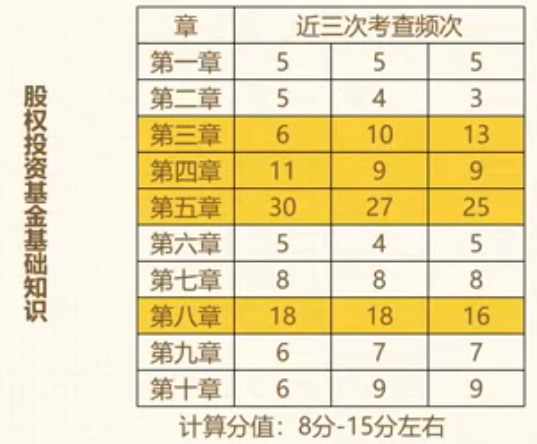 股权投资基金基础知识
章 近三次考查频次
第一章 5 5 5
第二章 5 4 3
第三章 6 10 13
第四章 11 9 9
第五章 30 27 25
第六章 5 4 5
第七章 8 8 8
第八章 18 18 16
第九章 6 7 7
第十章 6 9 9
计算分值：8分-15分左右